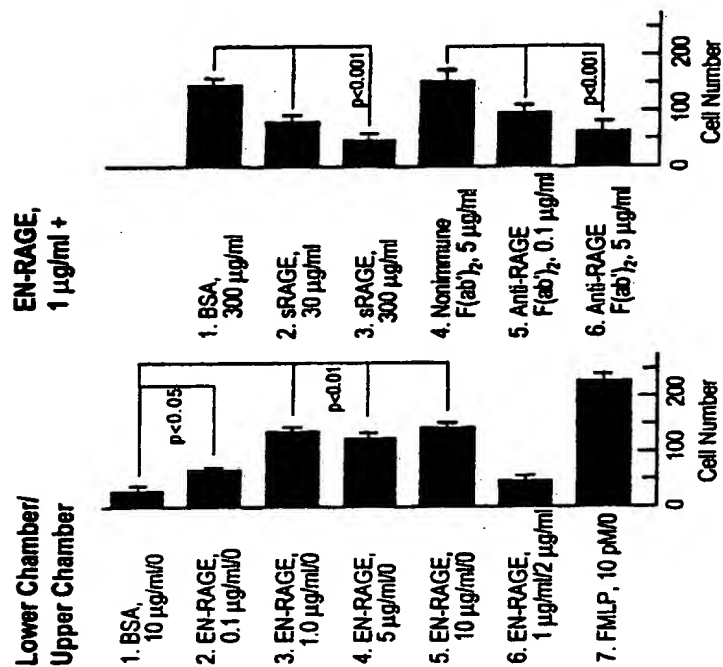 Lower Chamber/
Upper Chamber
1. BSA,
10 µg/ml/0
2. EN-RAGE,
0.1 µg/ml/0
3. EN-RAGE,
1.0 µg/ml/0
4. EN-RAGE,
5 µg/ml/0
5. EN-RAGE,
10 µg/ml/0
6. EN-RAGE,
1 µg/ml/2 µg/ml
7. FMLP, 10 pM/0
p<0.05
p<0.01
0 100 200
Cell Number
EN-RAGE,
1 µg/ml +
1. BSA,
300 µg/ml
2. sRAGE,
30 µg/ml
3. sRAGE,
300 µg/ml
4. Nonimmune
F(ab')₂, 5 µg/ml
5. Anti-RAGE
F(ab')₂, 0.1 µg/ml
6. Anti-RAGE
F(ab')₂, 5 µg/ml
p<0.001
p<0.001
0 100 200
Cell Number